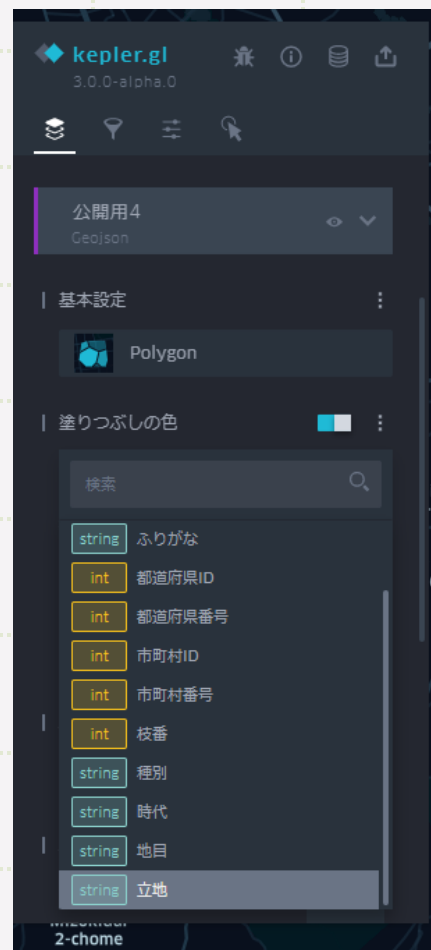 kepler.gl
3.0.0-alpha.0
公開用4
Geojson
基本設定
Polygon
塗りつぶしの色
検索
string ふりがな
int 都道府県ID
int 都道府県番号
int 市町村ID
int 市町村番号
int 枝番
string 種別
string 時代
string 地目
string 立地
2-chome